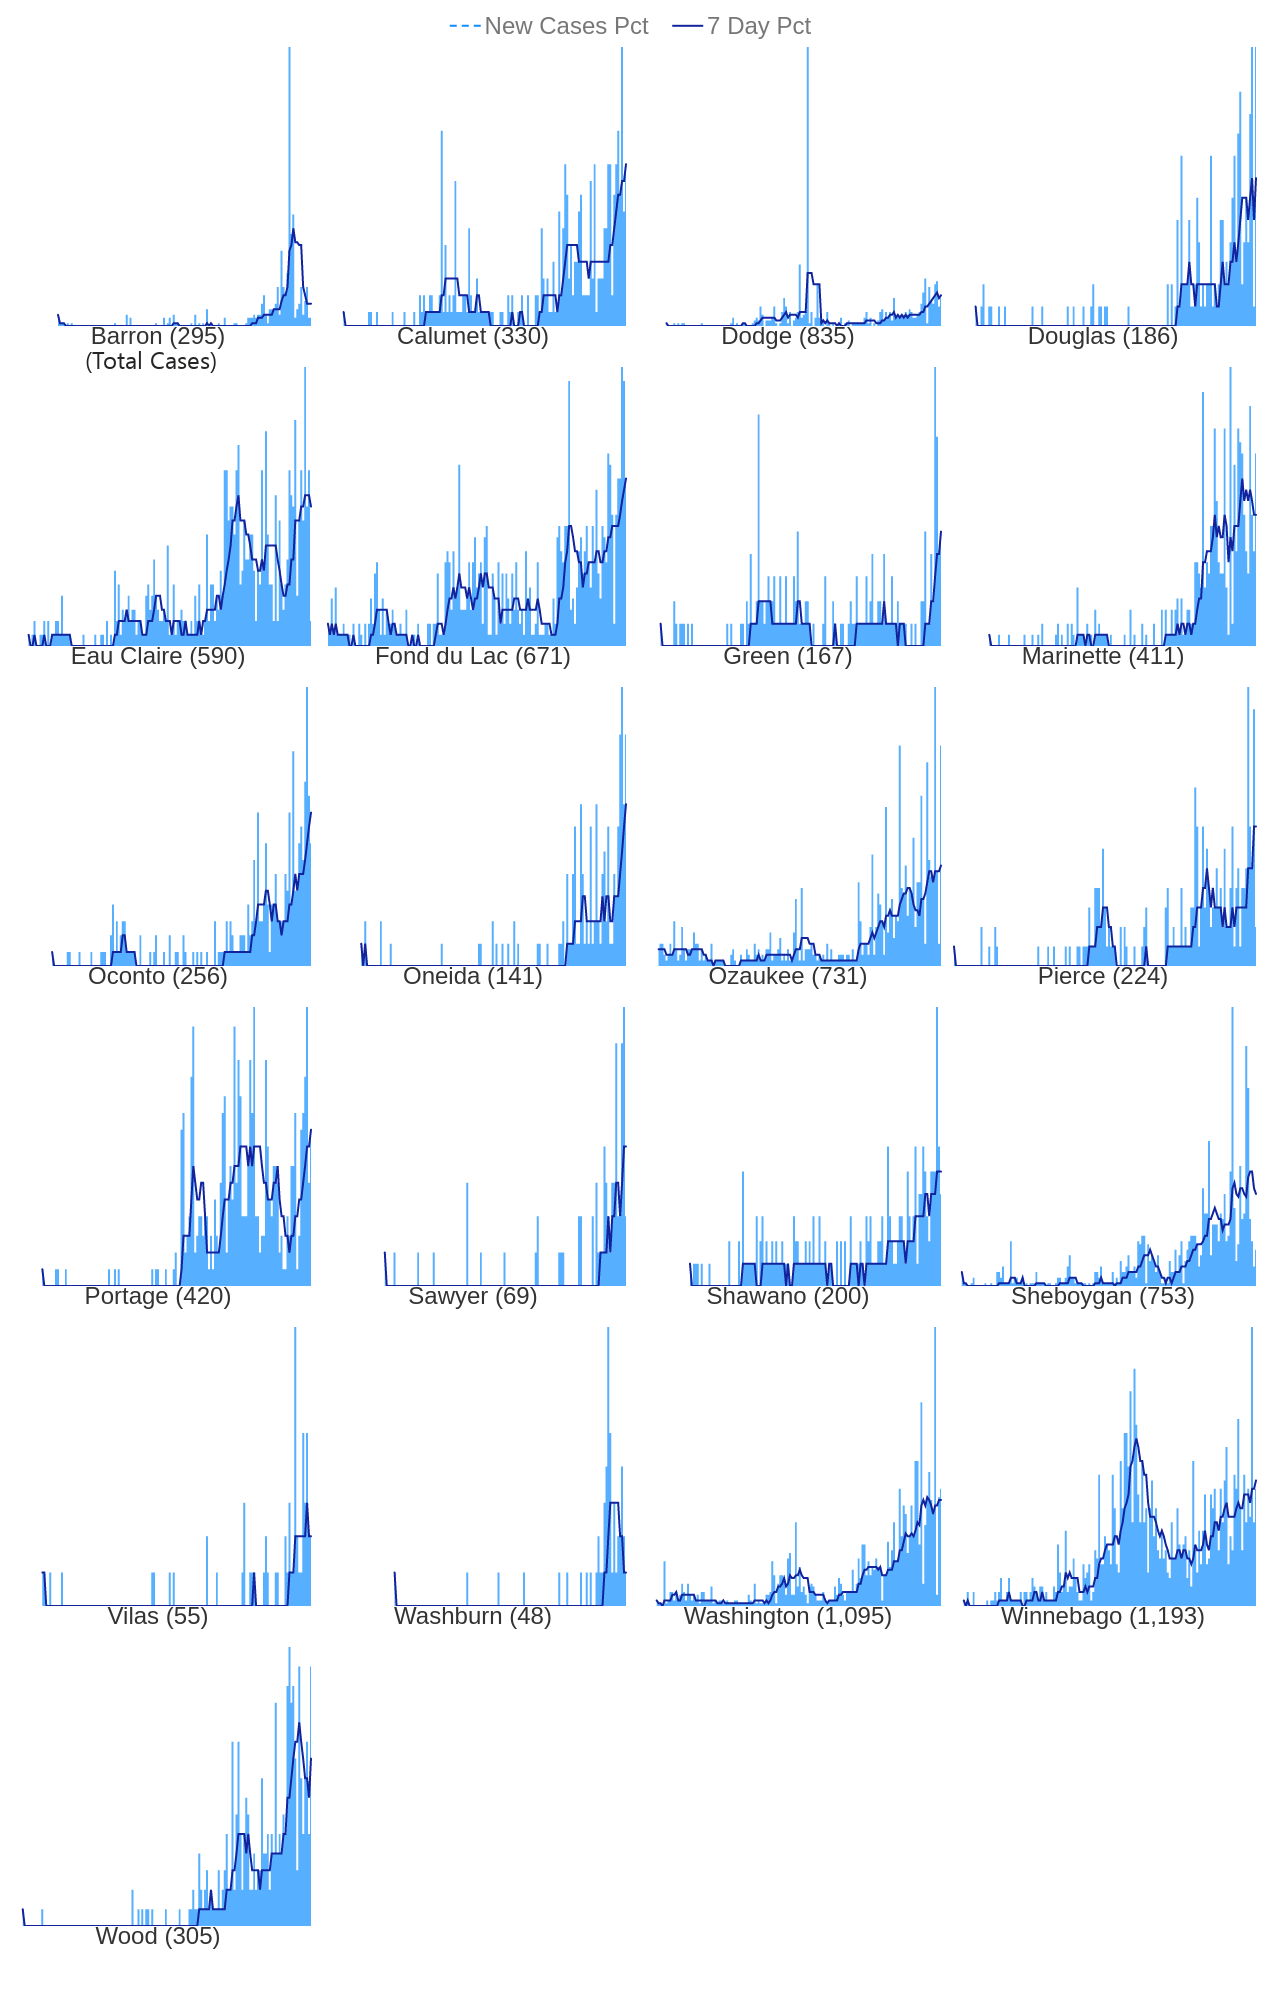 New Cases Pct 7 Day Pct
Barron (295) Calumet (330) Dodge (835) Douglas (186)
(Total Cases)
Eau Claire (590) Fond du Lac (671) Green (167) Marinette (411)
Oconto (256) Oneida (141) Ozaukee (731) Pierce (224)
Portage (420) Sawyer (69) Shawano (200) Sheboygan (753)
Vilas (55) Washburn (48) Washington (1,095) Winnebago (1,193)
Wood (305)